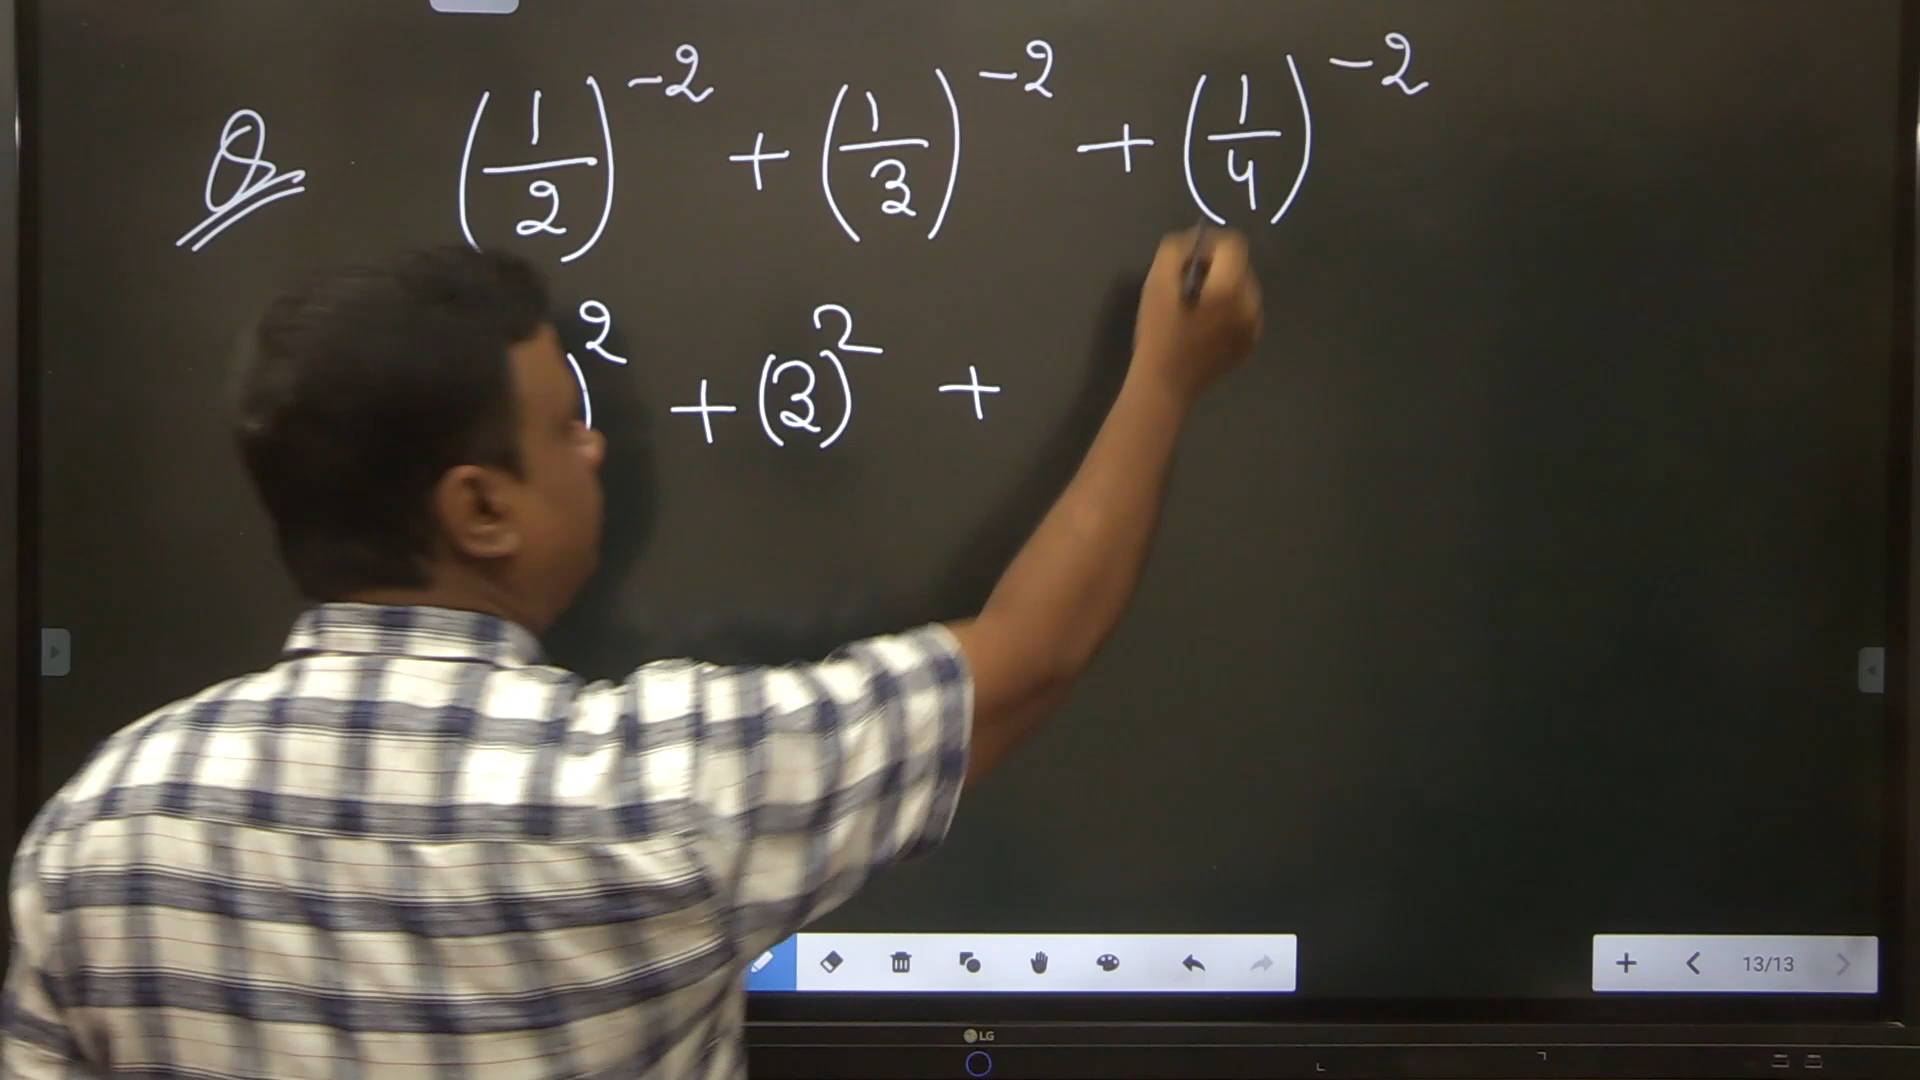 Q (1/2)^-2 + (1/3)^-2 + (1/4)^-2
)^2 + (3)^2 +
13/13
LG